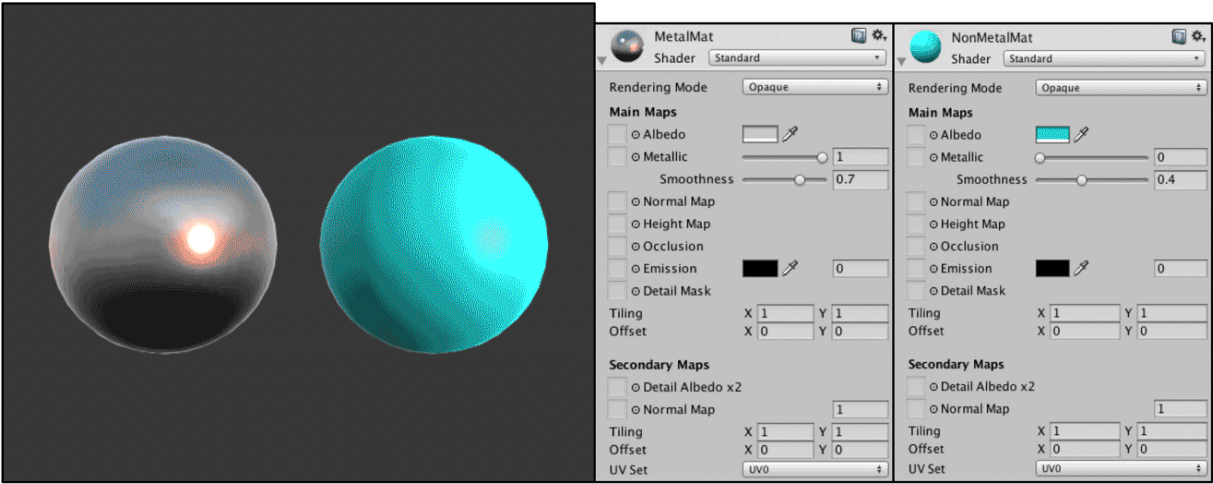 MetalMat
Shader Standard
Rendering Mode Opaque
Main Maps
Albedo
Metallic 1
Smoothness 0.7
Normal Map
Height Map
Occlusion
Emission 0
Detail Mask
Tiling X 1 Y 1
Offset X 0 Y 0
Secondary Maps
Detail Albedo x2
Normal Map 1
Tiling X 1 Y 1
Offset X 0 Y 0
UV Set UV0
NonMetalMat
Shader Standard
Rendering Mode Opaque
Main Maps
Albedo
Metallic 0
Smoothness 0.4
Normal Map
Height Map
Occlusion
Emission 0
Detail Mask
Tiling X 1 Y 1
Offset X 0 Y 0
Secondary Maps
Detail Albedo x2
Normal Map 1
Tiling X 1 Y 1
Offset X 0 Y 0
UV Set UV0